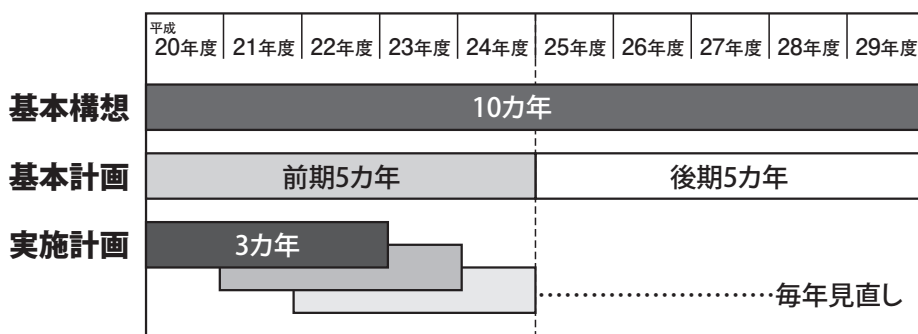 平成
20年度 21年度 22年度 23年度 24年度 25年度 26年度 27年度 28年度 29年度
基本構想 10カ年
基本計画 前期5カ年 後期5カ年
実施計画 3カ年
毎年見直し